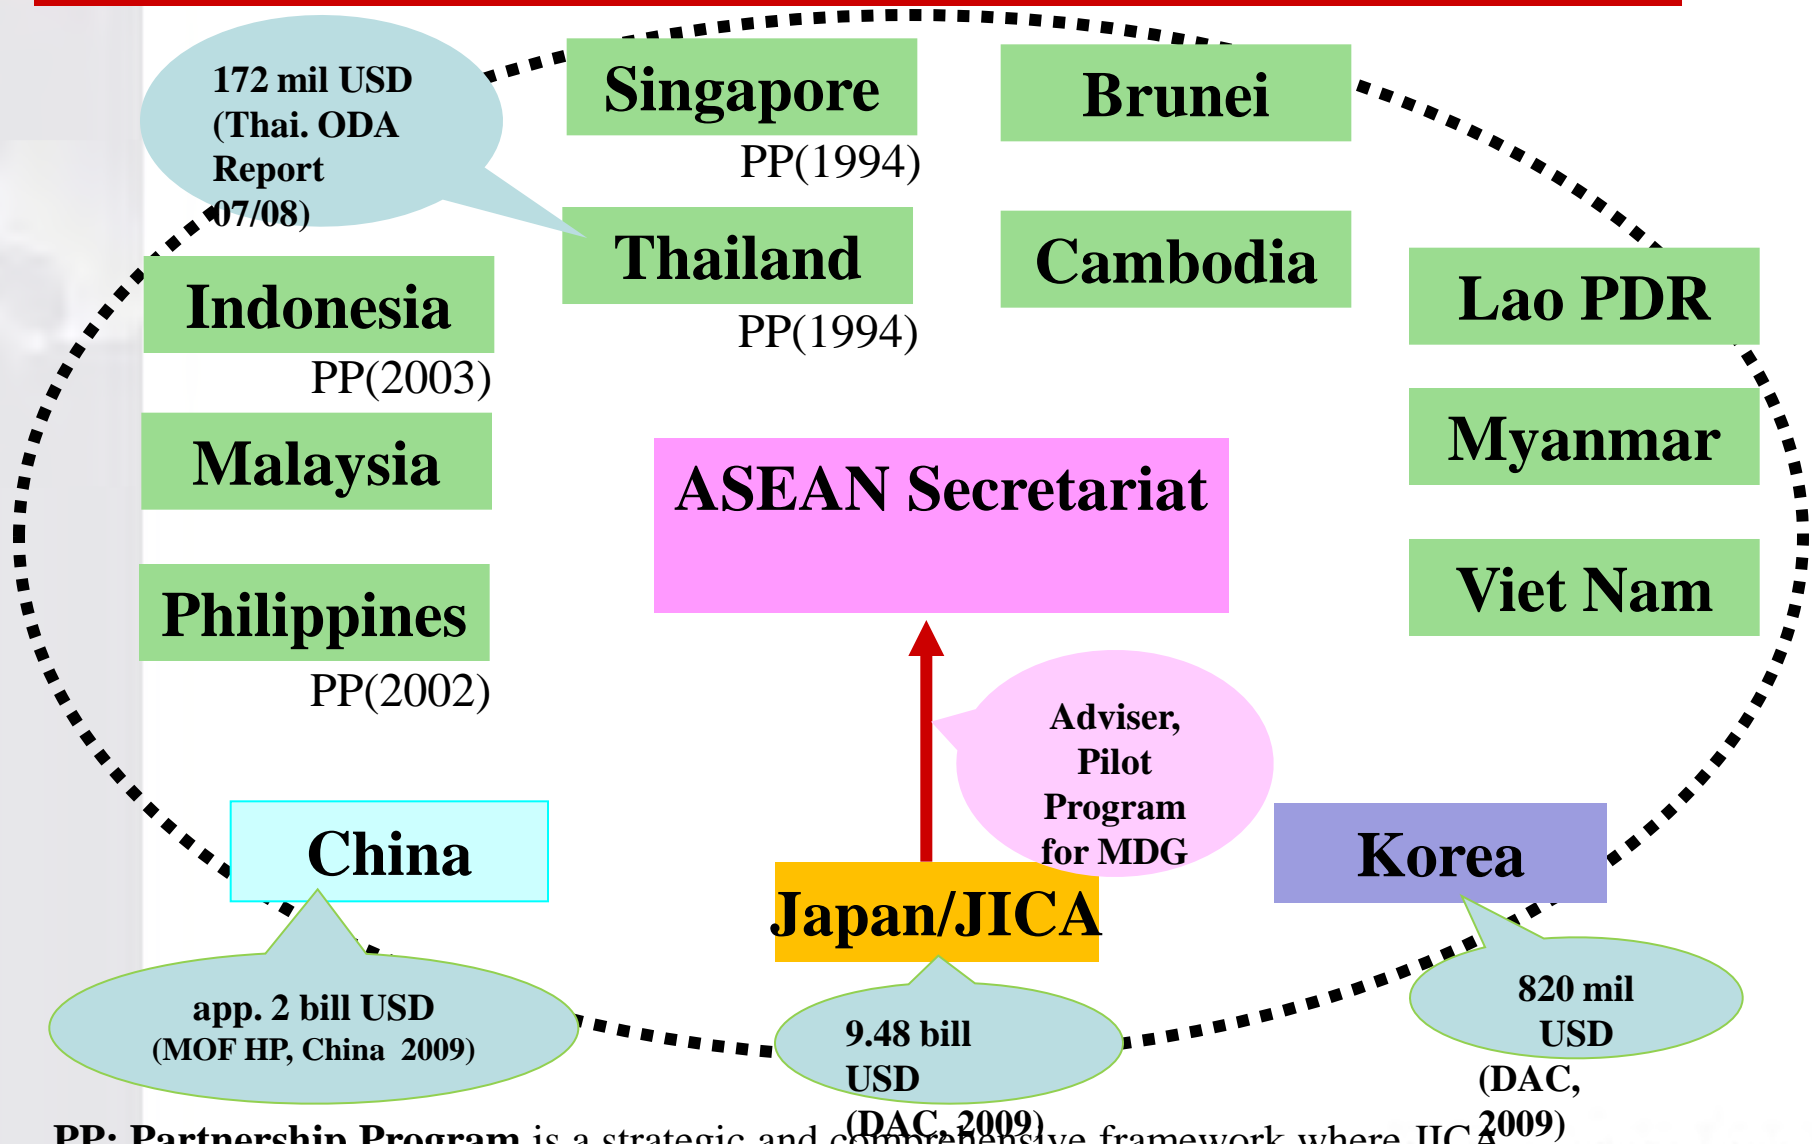 172 mil USD
(Thai. ODA
Report
07/08)
Singapore
PP(1994)
Brunei
Thailand
PP(1994)
Cambodia
Indonesia
PP(2003)
Lao PDR
Malaysia
Myanmar
ASEAN Secretariat
Philippines
PP(2002)
Viet Nam
Adviser,
Pilot
Program
for MDG
China
Japan/JICA
Korea
app. 2 bill USD
(MOF HP, China 2009)
9.48 bill
USD
(DAC, 2009)
820 mil
USD
(DAC,
2009)
PP: Partnership Program is a strategic and comprehensive framework where JICA